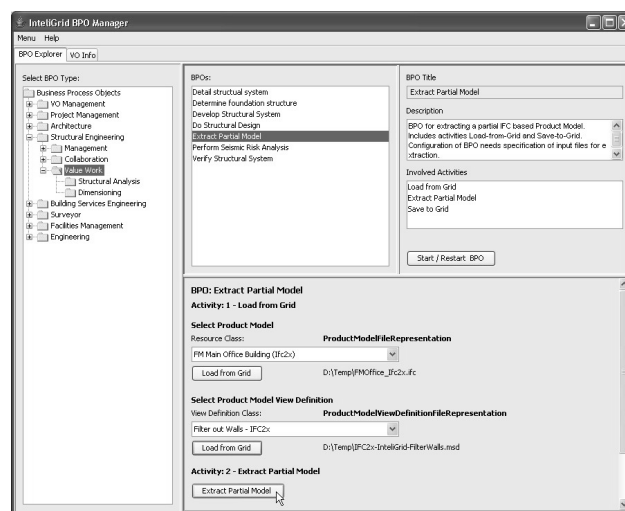 InteliGrid BPO Manager
Menu Help
BPO Explorer VO Info
Select BPO Type:
Business Process Objects
VO Management
Project Management
Architecture
Structural Engineering
Management
Collaboration
Value Work
Structural Analysis
Dimensioning
Building Services Engineering
Surveyor
Facilities Management
Engineering
BPOs:
Detail structual system
Determine foundation structure
Develop Structural System
Do Structural Design
Extract Partial Model
Perform Seismic Risk Analysis
Verify Structural System
BPO Title
Extract Partial Model
Description
BPO for extracting a partial IFC based Product Model.
Includes activities Load-from-Grid and Save-to-Grid.
Configuration of BPO needs specification of input files for e
xtraction.
Involved Activities
Load from Grid
Extract Partial Model
Save to Grid
Start / Restart BPO
BPO: Extract Partial Model
Activity: 1 - Load from Grid
Select Product Model
Resource Class: ProductModelFileRepresentation
FM Main Office Building (Ifc2x)
Load from Grid D:\Temp\FMOffice_Ifc2x.ifc
Select Product Model View Definition
View Definition Class: ProductModelViewDefinitionFileRepresentation
Filter out Walls - IFC2x
Load from Grid D:\Temp\IFC2x-InteliGrid-FilterWalls.msd
Activity: 2 - Extract Partial Model
Extract Partial Model